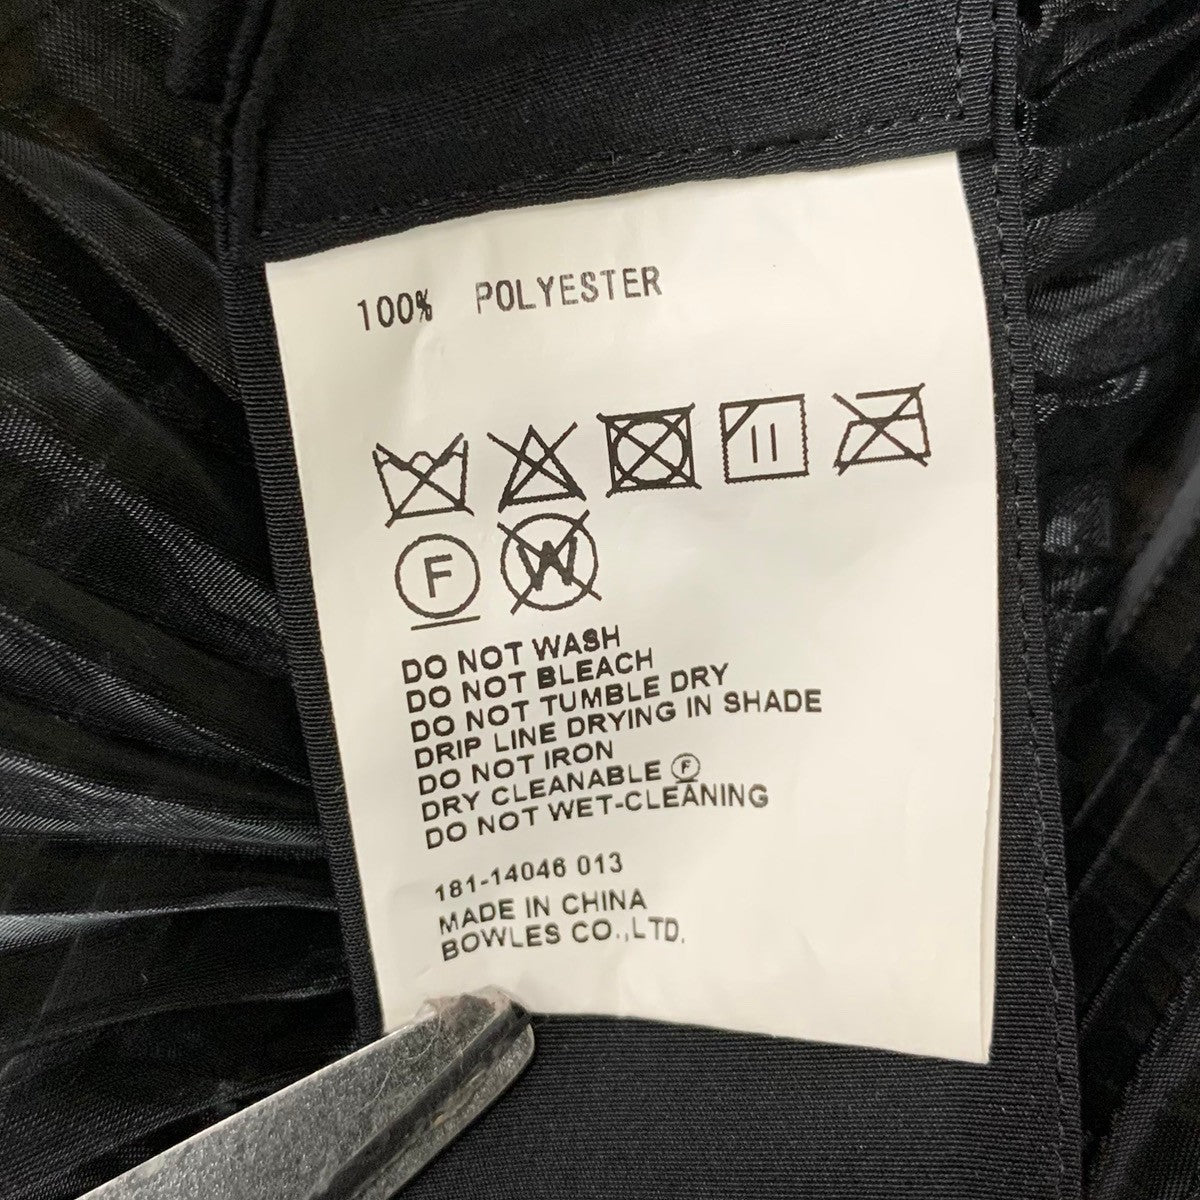 100% POLYESTER
F W
DO NOT WASH
DO NOT BLEACH
DO NOT TUMBLE DRY
DRIP LINE DRYING IN SHADE
DO NOT IRON
DRY CLEANABLE Ⓕ
DO NOT WET-CLEANING
181-14046 013
MADE IN CHINA
BOWLES CO.,LTD.